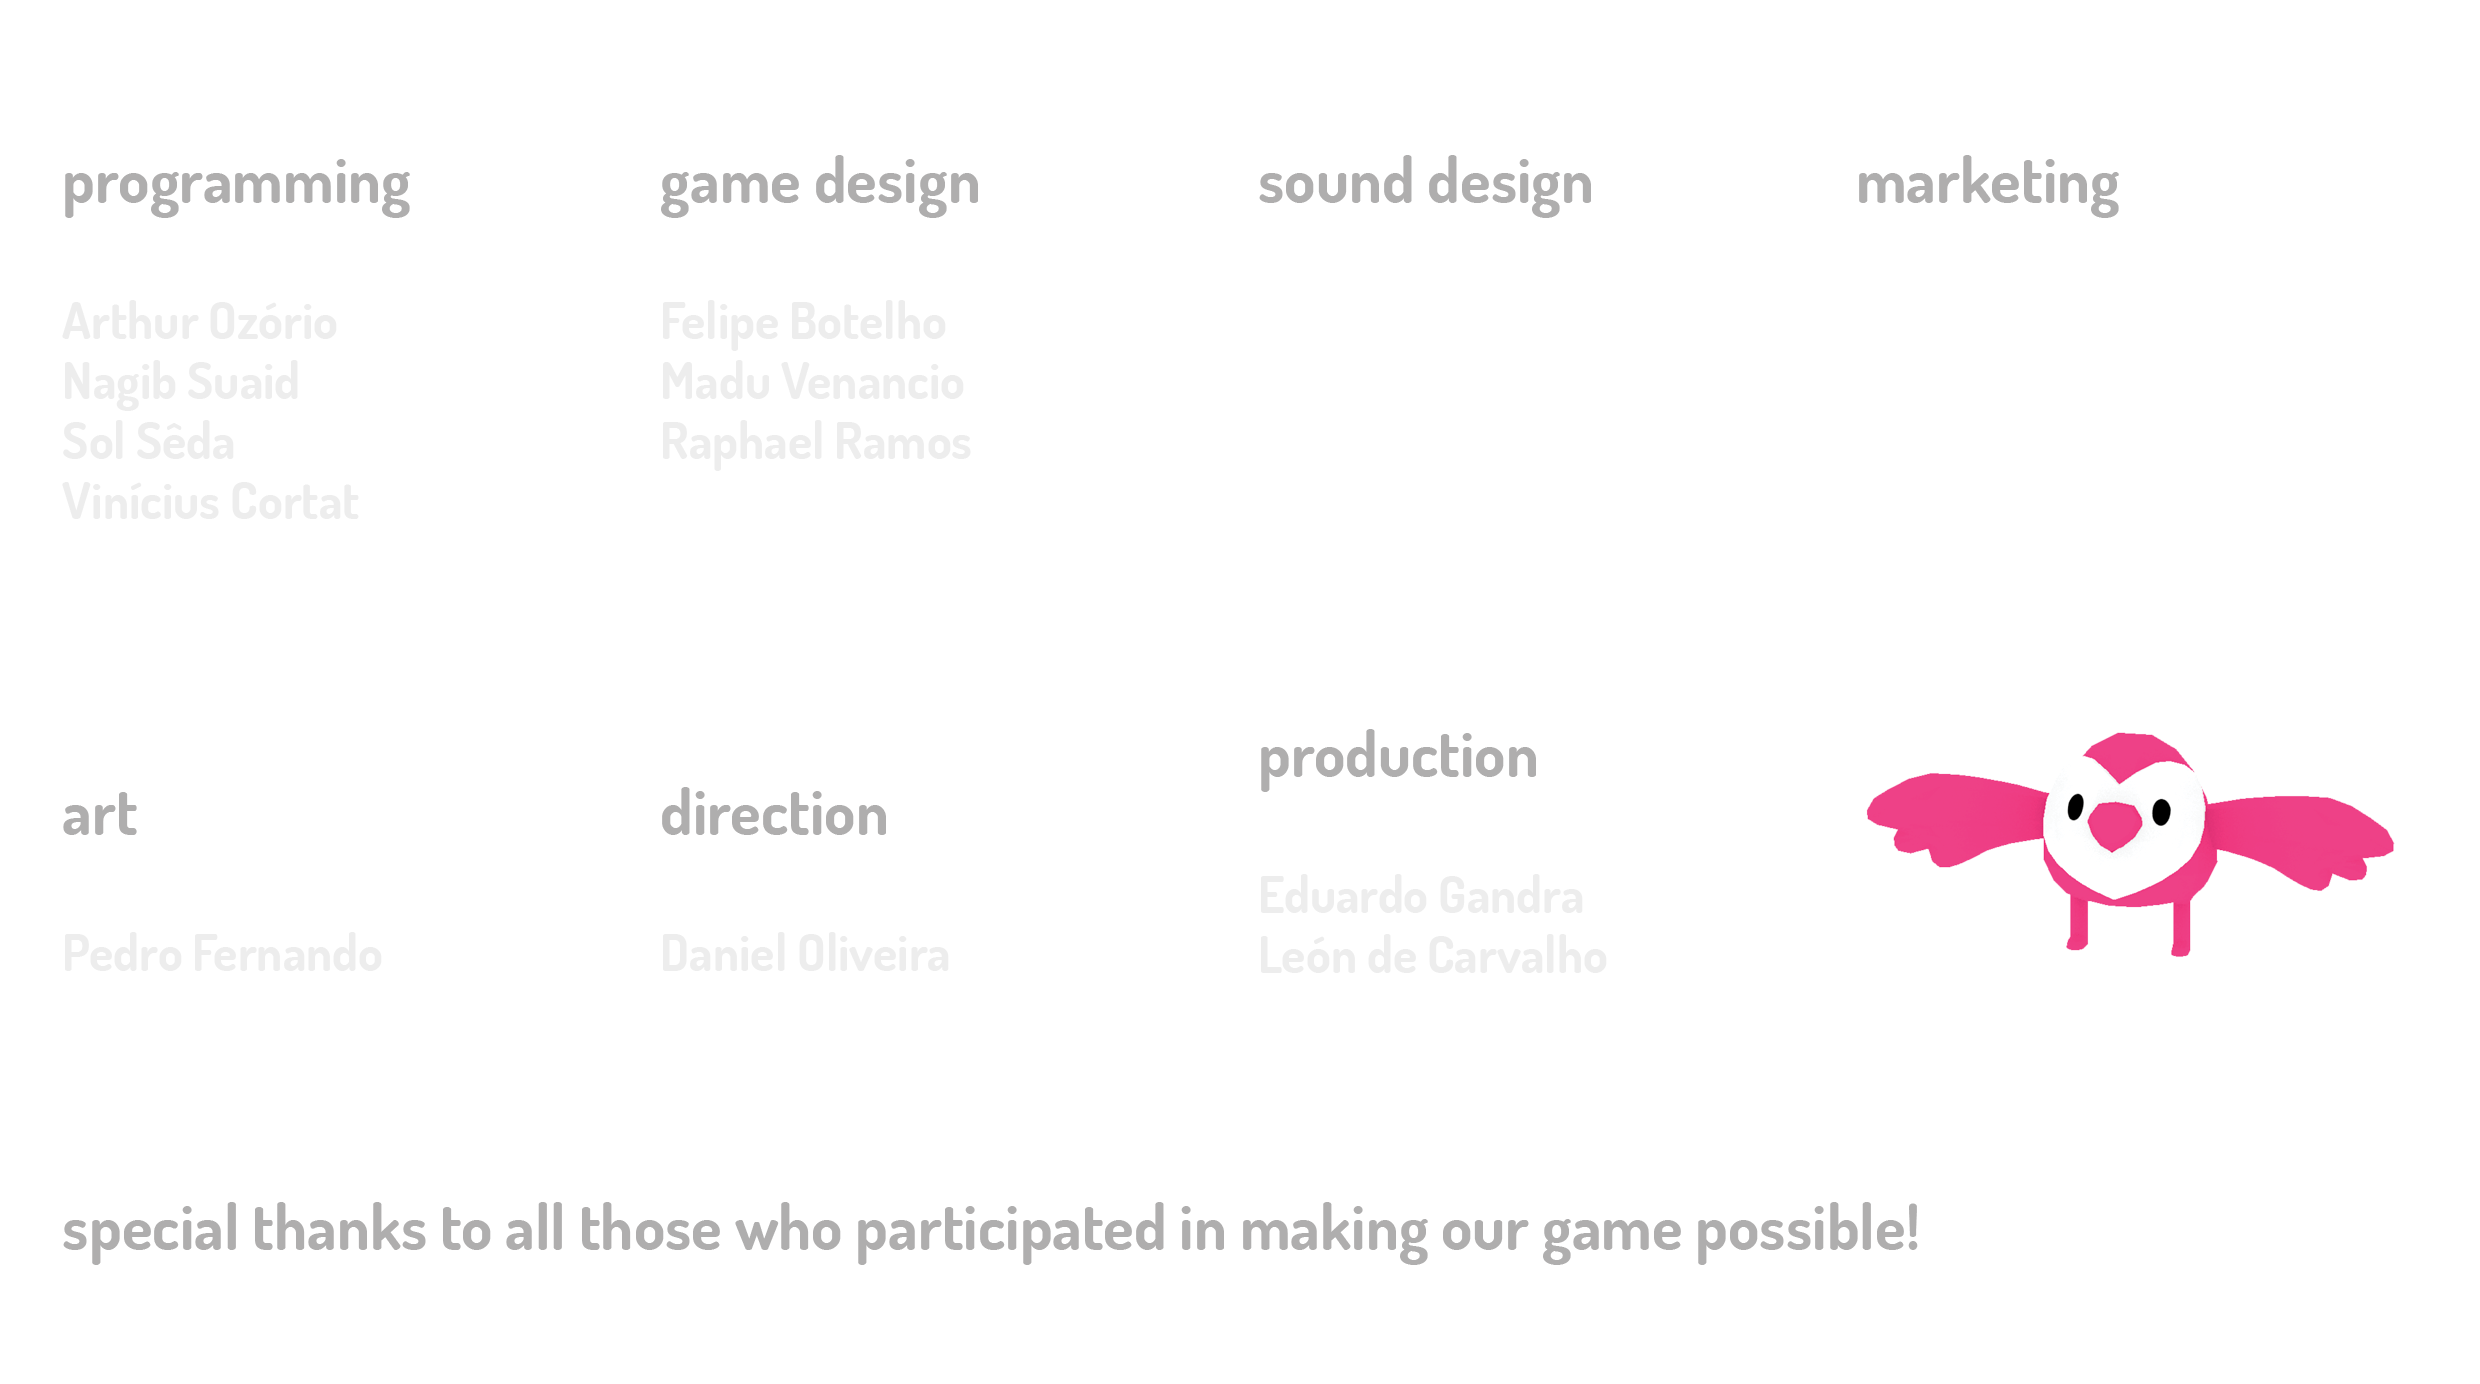 programming
Arthur Ozório
Nagib Suaid
Sol Sêda
Vinícius Cortat
game design
Felipe Botelho
Madu Venancio
Raphael Ramos
sound design
marketing
art
Pedro Fernando
direction
Daniel Oliveira
production
Eduardo Gandra
León de Carvalho
special thanks to all those who participated in making our game possible!